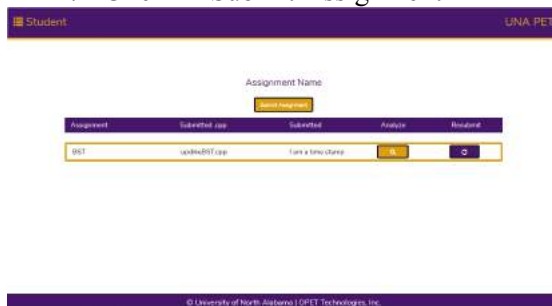 Student UNA PET
Assignment Name
Submit Assignment
Assignment Submitted .cpp Submitted Analyze Resubmit
BST updateBST.cpp I am a time stamp
© University of North Alabama | OPET Technologies, Inc.